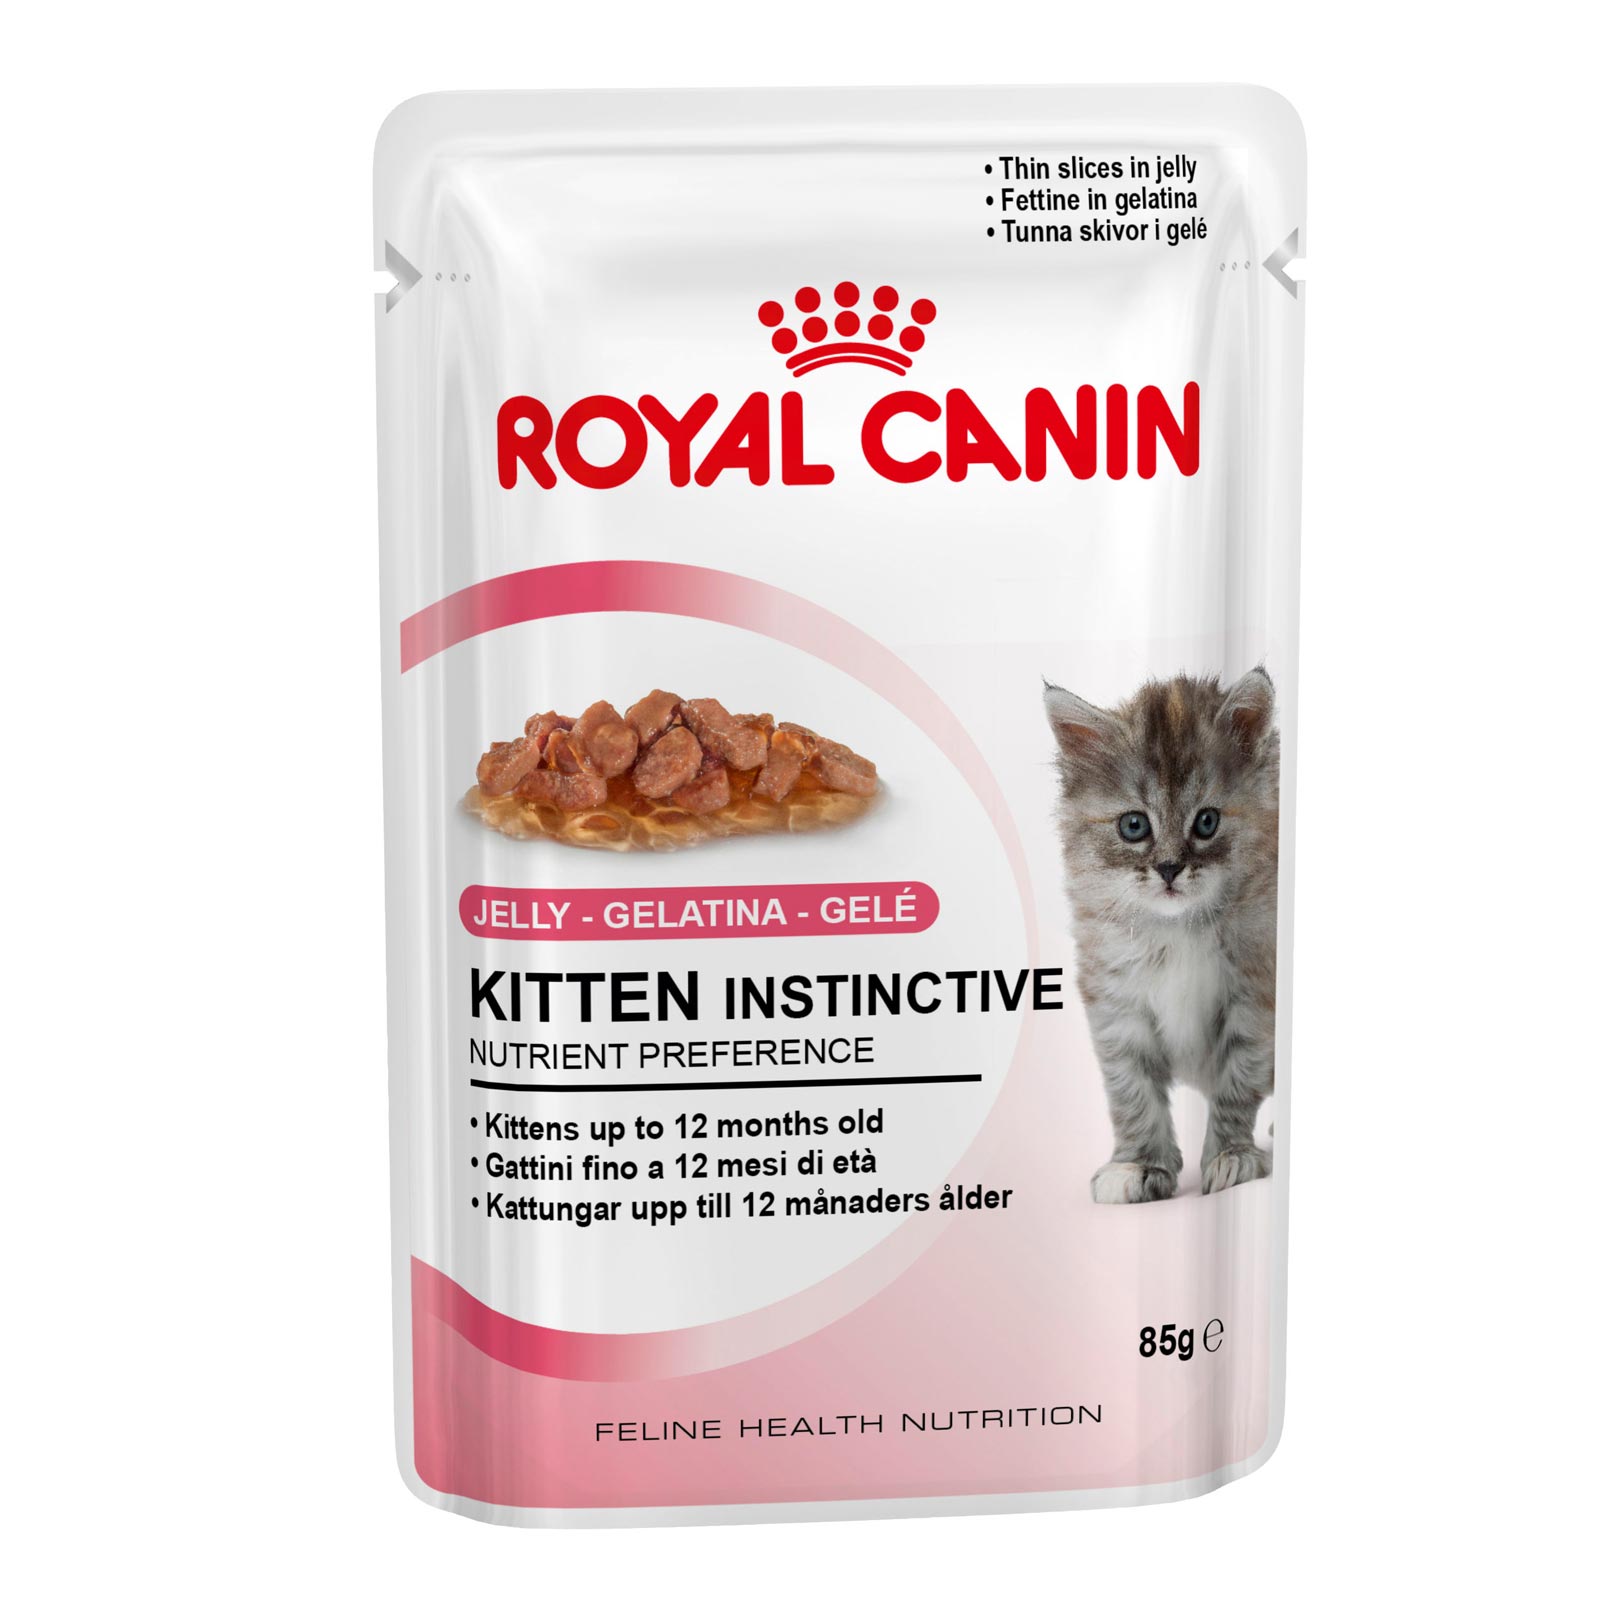 • Thin slices in jelly
• Fettine in gelatina
• Tunna skivor i gelé
ROYAL CANIN
JELLY - GELATINA - GELÉ
KITTEN INSTINCTIVE
NUTRIENT PREFERENCE
• Kittens up to 12 months old
• Gattini fino a 12 mesi di età
• Kattungar upp till 12 månaders ålder
85g ℮
FELINE HEALTH NUTRITION